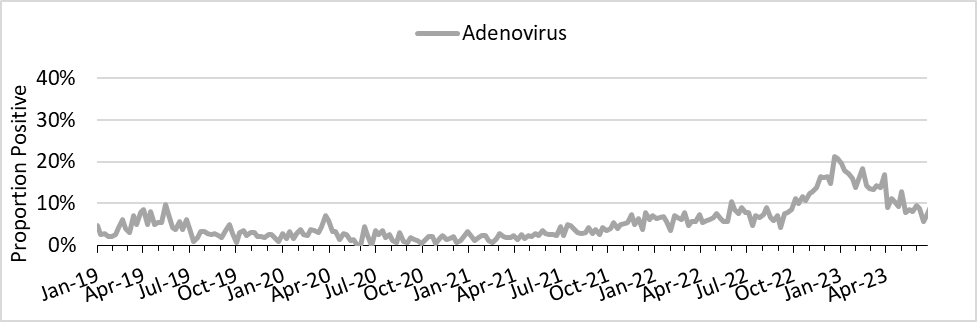 Adenovirus
Proportion Positive
40%
30%
20%
10%
0%
Jan-19
Apr-19
Jul-19
Oct-19
Jan-20
Apr-20
Jul-20
Oct-20
Jan-21
Apr-21
Jul-21
Oct-21
Jan-22
Apr-22
Jul-22
Oct-22
Jan-23
Apr-23